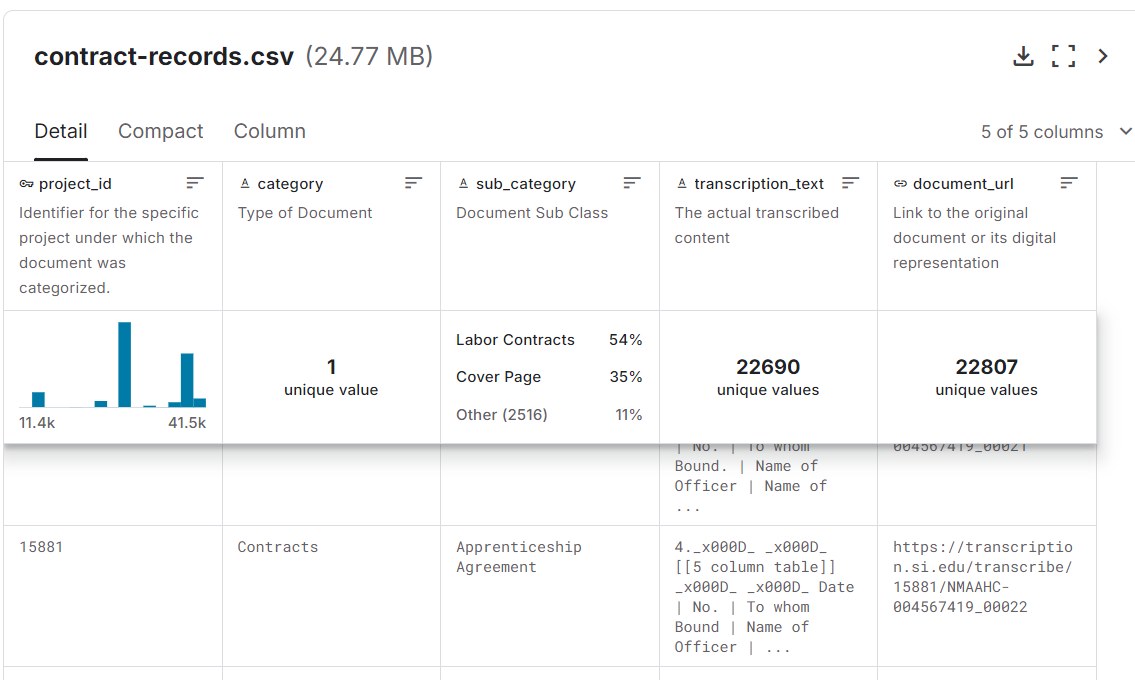 contract-records.csv (24.77 MB)
Detail Compact Column
5 of 5 columns
project_id
Identifier for the specific
project under which the
document was
categorized.
category
Type of Document
sub_category
Document Sub Class
transcription_text
The actual transcribed
content
document_url
Link to the original
document or its digital
representation
11.4k 41.5k
1
unique value
Labor Contracts 54%
Cover Page 35%
Other (2516) 11%
22690
unique values
22807
unique values
| No. | To whom
Bound. | Name of
Officer | Name of
...
004567419_00021
15881
Contracts
Apprenticeship
Agreement
4._x000D_ _x000D_
[[5 column table]]
_x000D_ _x000D_ Date
| No. | To whom
Bound | Name of
Officer | ...
https://transcriptio
n.si.edu/transcribe/
15881/NMAAHC-
004567419_00022